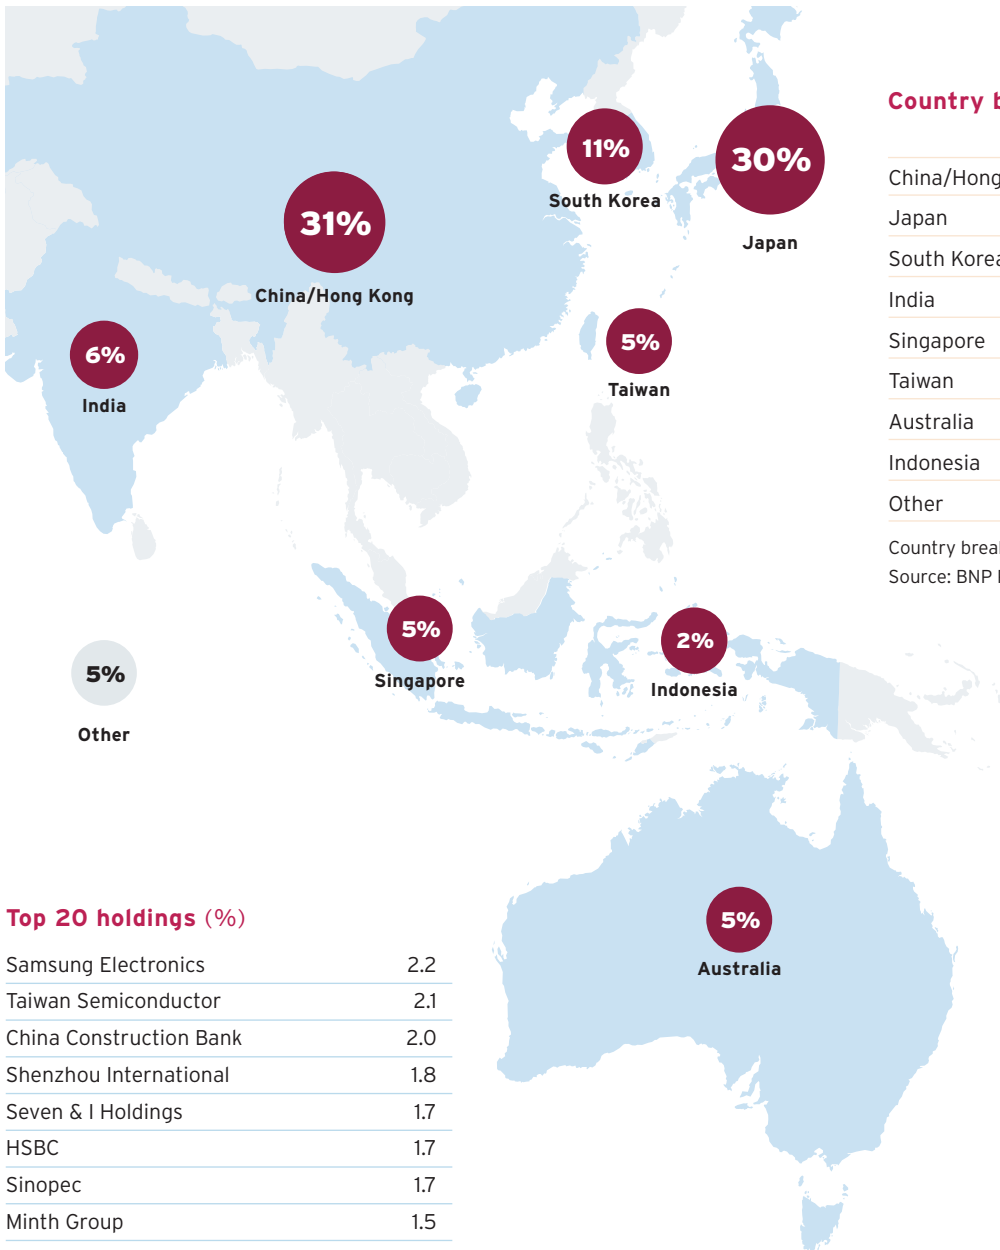 11%
South Korea
30%
Japan
31%
China/Hong Kong
6%
India
5%
Taiwan
5%
Singapore
2%
Indonesia
5%
Other
5%
Australia
Country b
China/Hong
Japan
South Korea
India
Singapore
Taiwan
Australia
Indonesia
Other
Country brea
Source: BNP
Top 20 holdings (%)
Samsung Electronics 2.2
Taiwan Semiconductor 2.1
China Construction Bank 2.0
Shenzhou International 1.8
Seven & I Holdings 1.7
HSBC 1.7
Sinopec 1.7
Minth Group 1.5